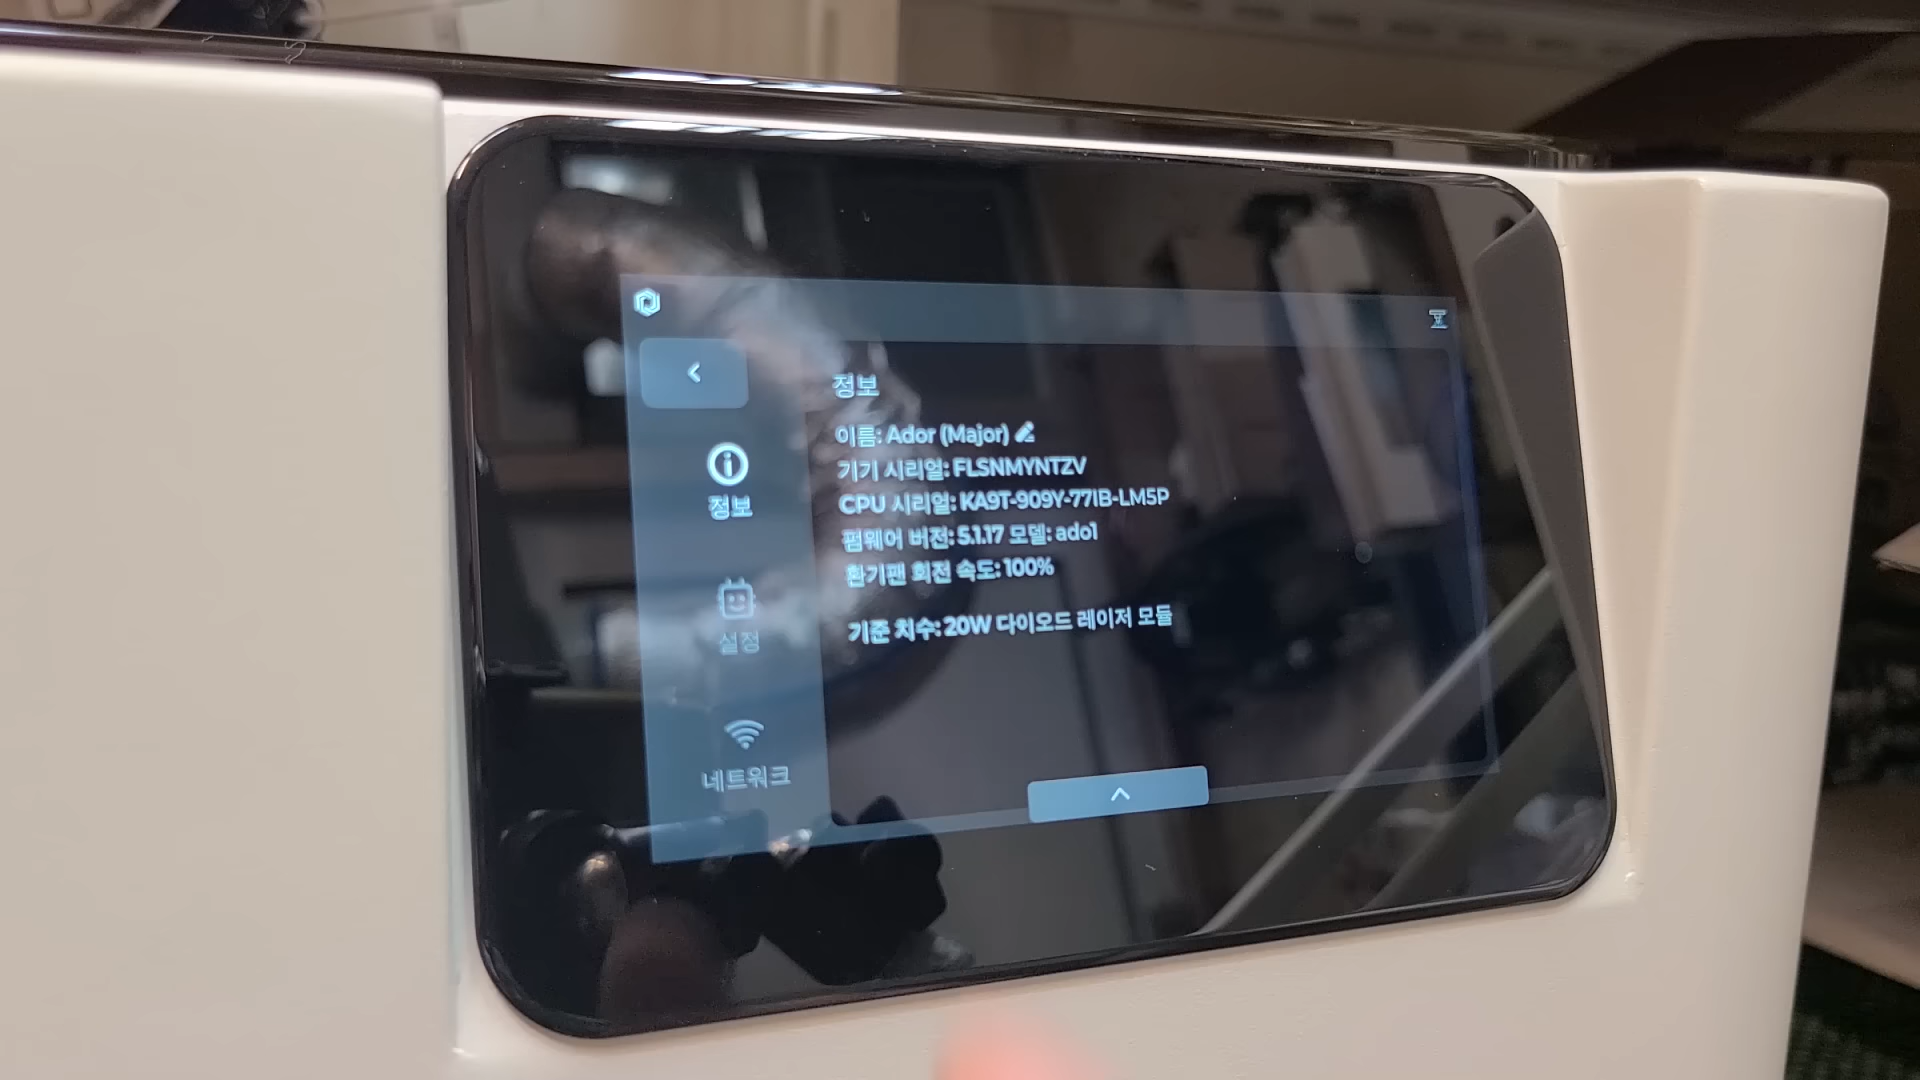 정보
이름: Ador (Major)
기기 시리얼: FLSNMYNTZV
CPU 시리얼: KA9T-909Y-77IB-LM5P
펌웨어 버전: 5.1.17 모델: ado1
환기팬 회전 속도: 100%
기준 치수: 20W 다이오드 레이저 모듈
정보
설정
네트워크